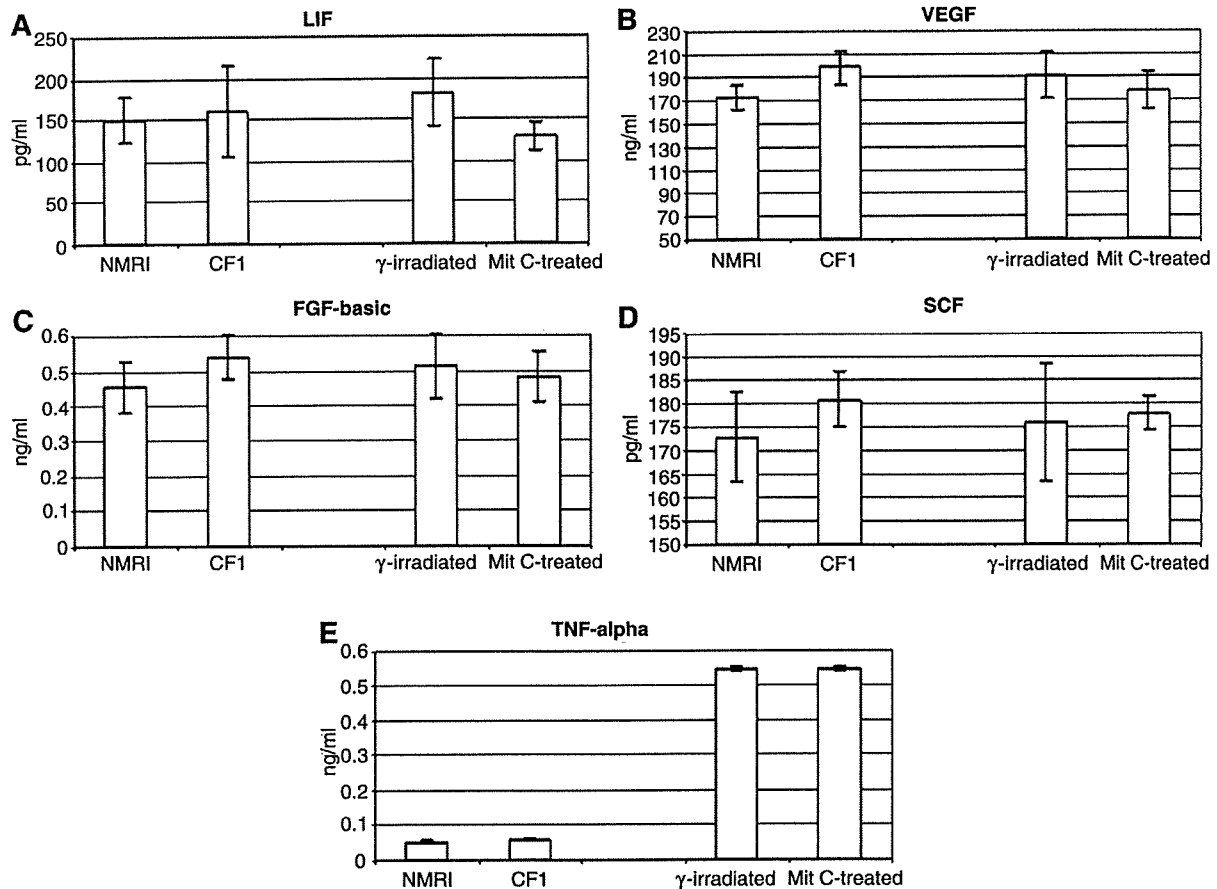 A
LIF
250
200
150
100
50
0
pg/ml
NMRI CF1 γ-irradiated Mit C-treated
B
VEGF
230
210
190
170
150
130
110
90
70
50
ng/ml
NMRI CF1 γ-irradiated Mit C-treated
C
FGF-basic
0.6
0.5
0.4
0.3
0.2
0.1
0
ng/ml
NMRI CF1 γ-irradiated Mit C-treated
D
SCF
195
190
185
180
175
170
165
160
155
150
pg/ml
NMRI CF1 γ-irradiated Mit C-treated
E
TNF-alpha
0.6
0.5
0.4
0.3
0.2
0.1
0
ng/ml
NMRI CF1 γ-irradiated Mit C-treated